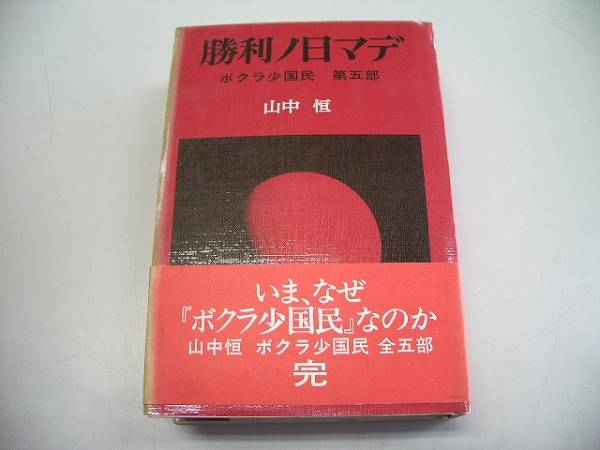 勝利ノ日マデ
ボクラ少国民 第五部
山中 恒
いま、なぜ
『ボクラ少国民』なのか
山中恒 ボクラ少国民 全五部
完